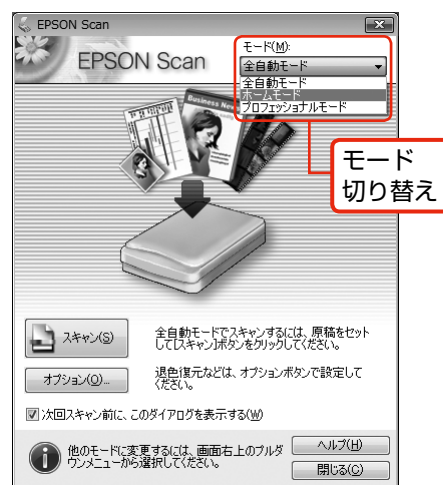 EPSON Scan
モード(M):
EPSON Scan
全自動モード
全自動モード
ホームモード
プロフェッショナルモード
Business News
モード
切り替え
スキャン(S)
全自動モードでスキャンするには、原稿をセット
して[スキャン]ボタンをクリックしてください。
オプション(O)...
退色復元などは、オプションボタンで設定して
ください。
次回スキャン前に、このダイアログを表示する(W)
他のモードに変更するには、画面右上のプルダ
ウンメニューから選択してください。
ヘルプ(H)
閉じる(C)